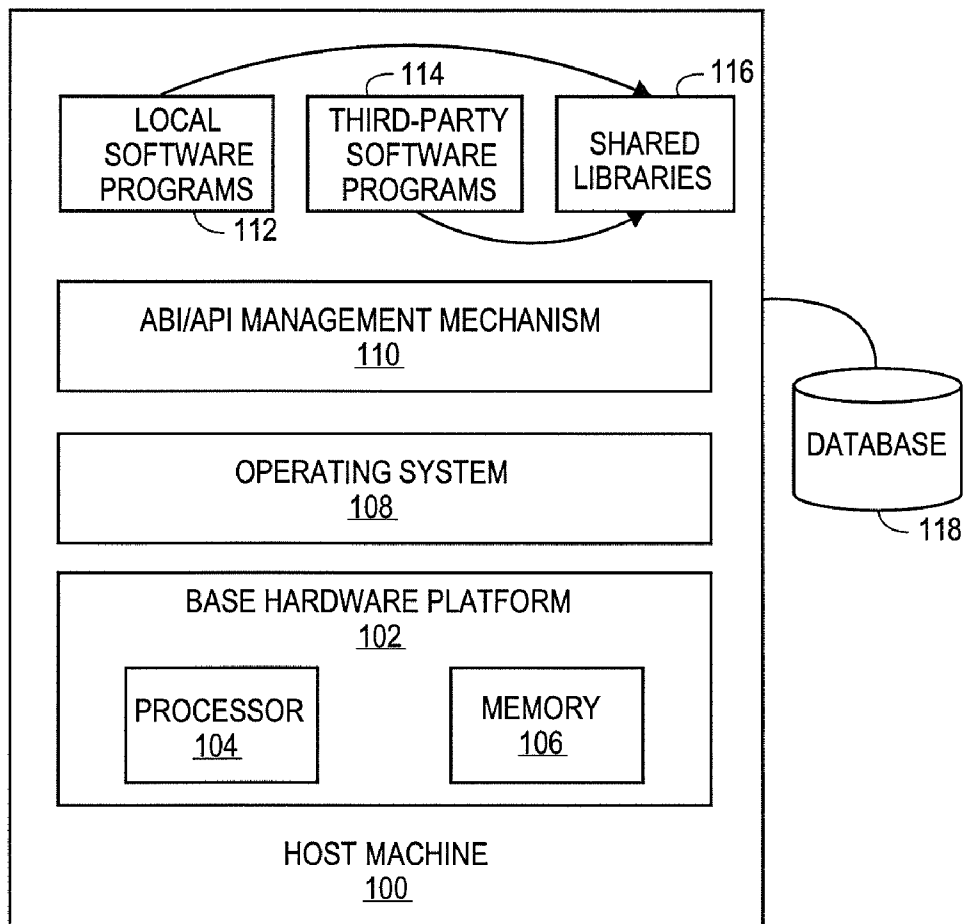 114
116
LOCAL
SOFTWARE
PROGRAMS
THIRD-PARTY
SOFTWARE
PROGRAMS
SHARED
LIBRARIES
112
ABI/API MANAGEMENT MECHANISM
110
OPERATING SYSTEM
108
DATABASE
118
BASE HARDWARE PLATFORM
102
PROCESSOR
104
MEMORY
106
HOST MACHINE
100